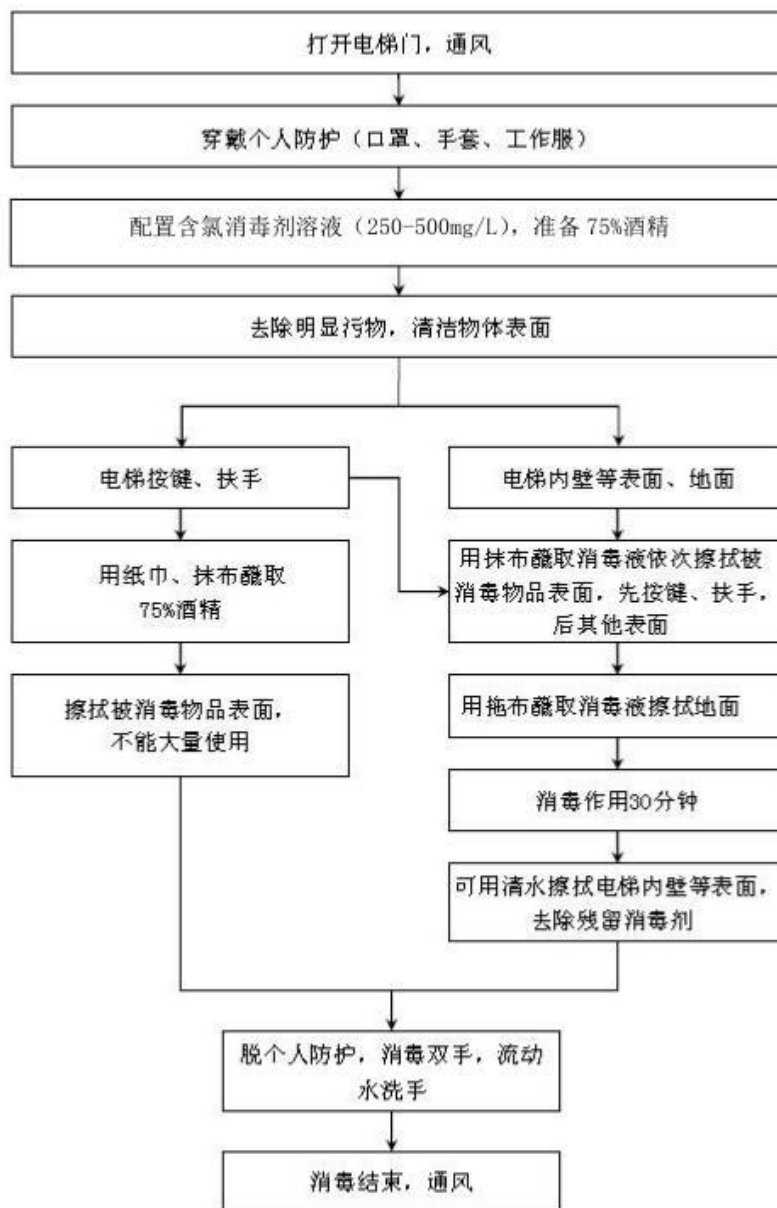 打开电梯门，通风
穿戴个人防护（口罩、手套、工作服）
配置含氯消毒剂溶液（250-500mg/L），准备 75%酒精
去除明显污物，清洁物体表面
电梯按键、扶手
用纸巾、抹布蘸取
75%酒精
擦拭被消毒物品表面，
不能大量使用
电梯内壁等表面、地面
用抹布蘸取消毒液依次擦拭被
消毒物品表面，先按键、扶手，
后其他表面
用拖布蘸取消毒液擦拭地面
消毒作用30分钟
可用清水擦拭电梯内壁等表面，
去除残留消毒剂
脱个人防护，消毒双手，流动
水洗手
消毒结束，通风